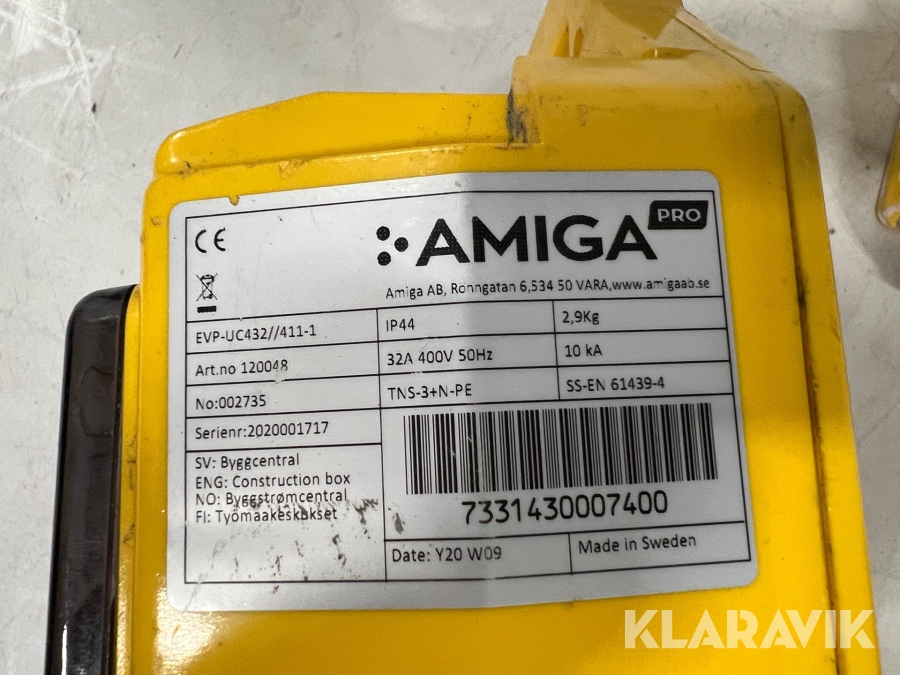 CE
AMIGA PRO
Amiga AB, Ronngatan 6,534 50 VARA,www.amigaab.se
EVP-UC432//411-1
IP44
2,9Kg
Art.no 120048
32A 400V 50Hz
10 kA
No:002735
TNS-3+N-PE
SS-EN 61439-4
Serienr:2020001717
SV: Byggcentral
ENG: Construction box
NO: Byggstrømcentral
FI: Työmaakeskukset
7331430007400
Date: Y20 W09
Made in Sweden
KLARAVIK